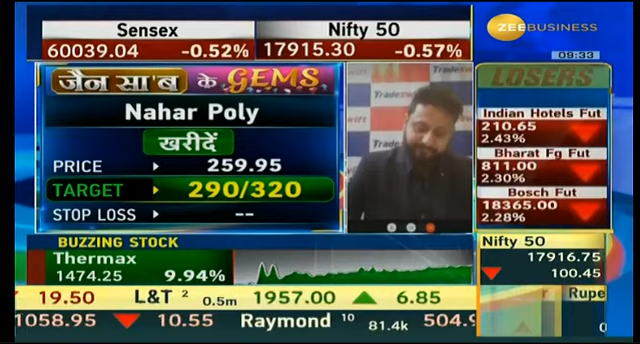 Sensex
60039.04 -0.52%
Nifty 50
17915.30 -0.57%
ZEEBUSINESS
09:33
जैन सा'ब के GEMS
Nahar Poly
खरीदें
PRICE 259.95
TARGET 290/320
STOP LOSS --
LOSERS
Indian Hotels Fut
210.65
2.43%
Bharat Fg Fut
811.00
2.30%
Bosch Fut
18365.00
2.28%
BUZZING STOCK
Thermax
1474.25 9.94%
Nifty 50
17916.75
100.45
19.50 L&T 2 0.5m 1957.00 6.85
1058.95 10.55 Raymond 10 81.4k 504.9
Rupe